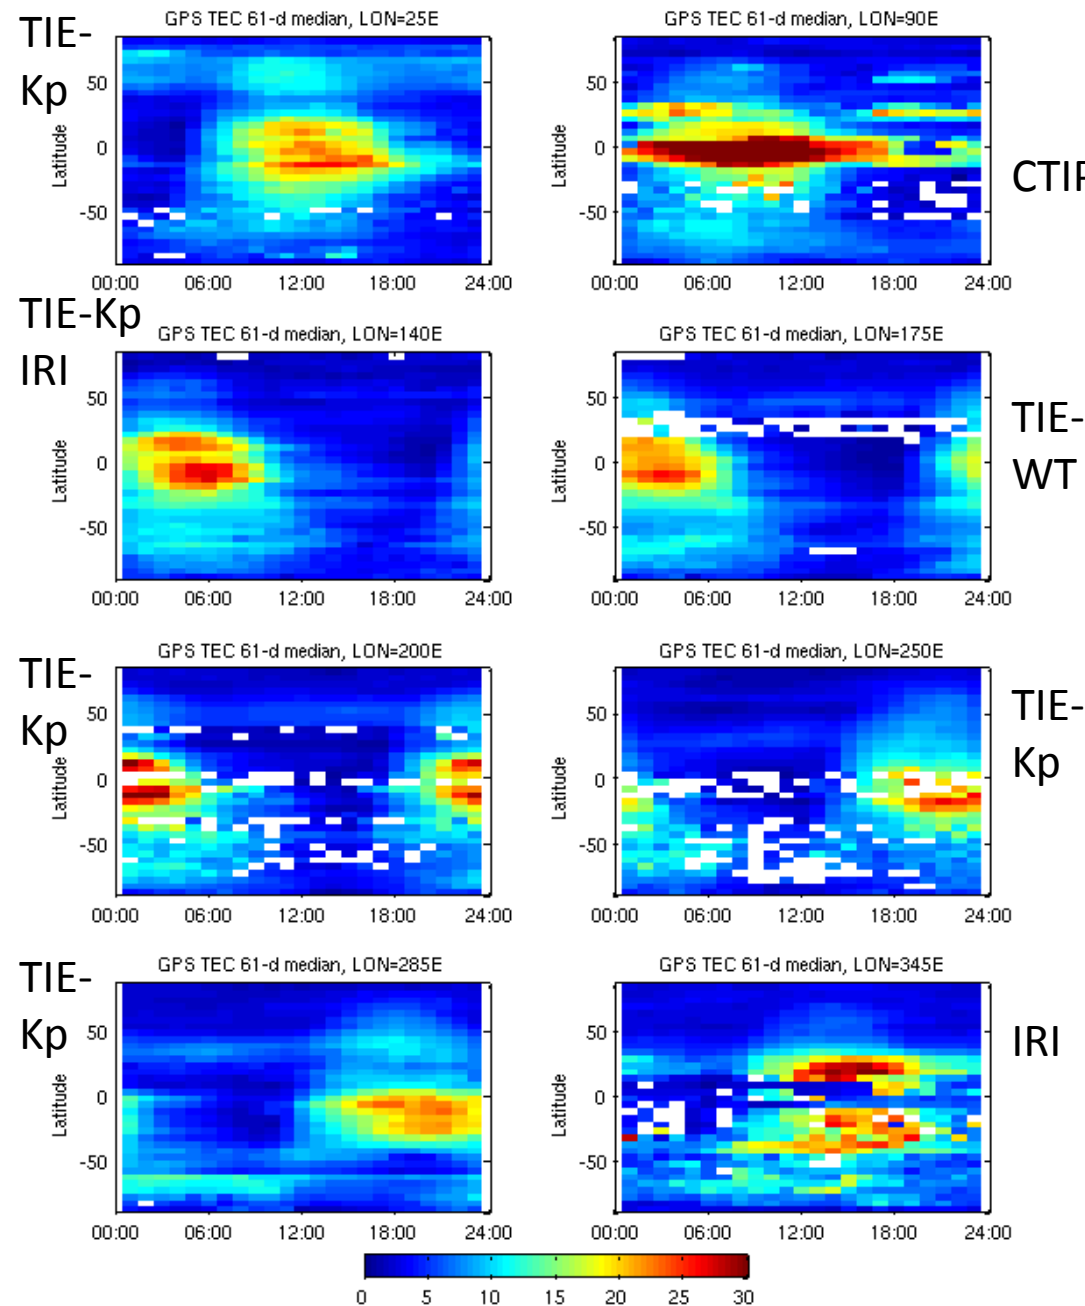 TIE-
Kp
GPS TEC 61-d median, LON=25E
Latitude
50
0
-50
00:00 06:00 12:00 18:00 24:00
GPS TEC 61-d median, LON=90E
Latitude
50
0
-50
00:00 06:00 12:00 18:00 24:00
CTIP
TIE-Kp
IRI
GPS TEC 61-d median, LON=140E
Latitude
50
0
-50
00:00 06:00 12:00 18:00 24:00
GPS TEC 61-d median, LON=175E
Latitude
50
0
-50
00:00 06:00 12:00 18:00 24:00
TIE-
WT
TIE-
Kp
GPS TEC 61-d median, LON=200E
Latitude
50
0
-50
00:00 06:00 12:00 18:00 24:00
GPS TEC 61-d median, LON=250E
Latitude
50
0
-50
00:00 06:00 12:00 18:00 24:00
TIE-
Kp
TIE-
Kp
GPS TEC 61-d median, LON=285E
Latitude
50
0
-50
00:00 06:00 12:00 18:00 24:00
GPS TEC 61-d median, LON=345E
Latitude
50
0
-50
00:00 06:00 12:00 18:00 24:00
IRI
0 5 10 15 20 25 30